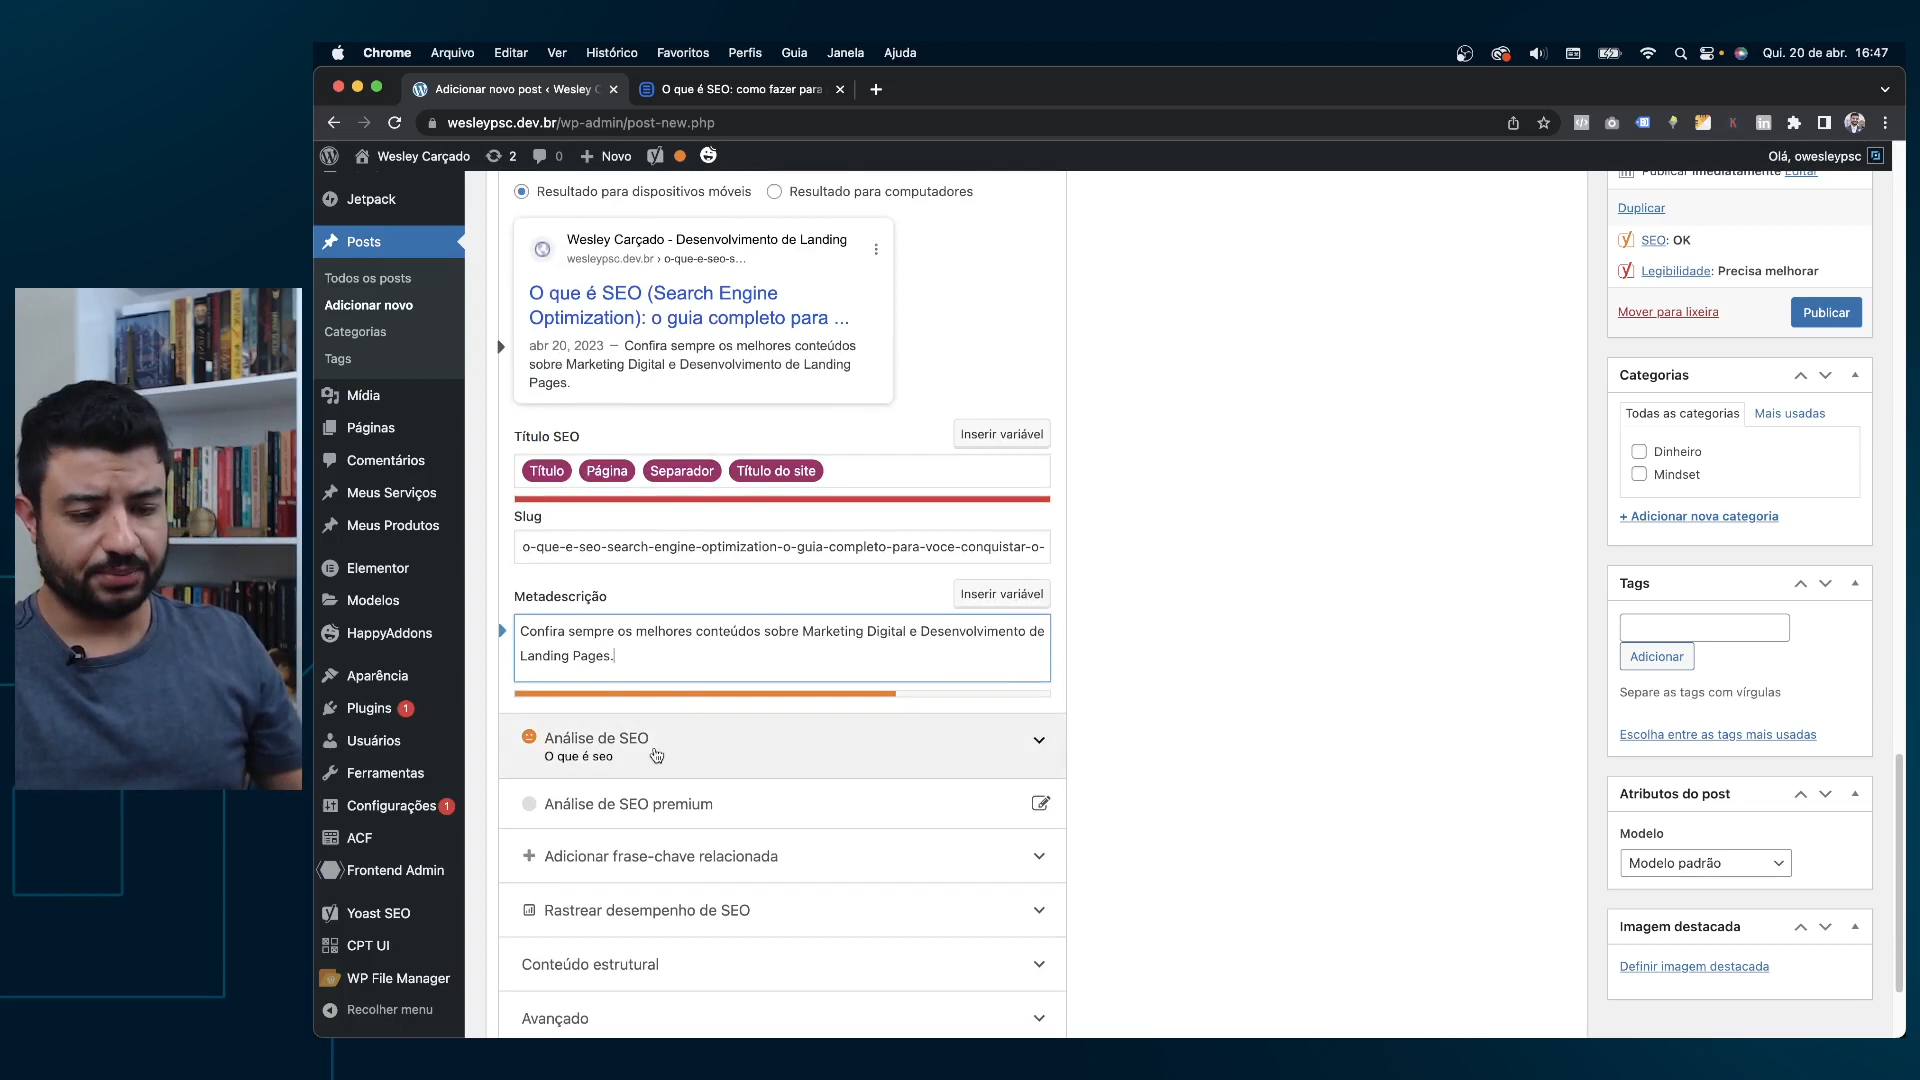 Chrome Arquivo Editar Ver Histórico Favoritos Perfis Guia Janela Ajuda
Qui. 20 de abr. 16:47
Adicionar novo post ‹ Wesley C
O que é SEO: como fazer para
wesleypsc.dev.br/wp-admin/post-new.php
Wesley Carçado 2 0 Novo
Olá, owesleypsc
Jetpack
Posts
Todos os posts
Adicionar novo
Categorias
Tags
Mídia
Páginas
Comentários
Meus Serviços
Meus Produtos
Elementor
Modelos
HappyAddons
Aparência
Plugins 1
Usuários
Ferramentas
Configurações 1
ACF
Frontend Admin
Yoast SEO
CPT UI
WP File Manager
Recolher menu
Resultado para dispositivos móveis Resultado para computadores
Wesley Carçado - Desenvolvimento de Landing
wesleypsc.dev.br › o-que-e-seo-s...
O que é SEO (Search Engine
Optimization): o guia completo para ...
abr 20, 2023 — Confira sempre os melhores conteúdos
sobre Marketing Digital e Desenvolvimento de Landing
Pages.
Título SEO
Inserir variável
Título Página Separador Título do site
Slug
o-que-e-seo-search-engine-optimization-o-guia-completo-para-voce-conquistar-o-
Metadescrição
Inserir variável
Confira sempre os melhores conteúdos sobre Marketing Digital e Desenvolvimento de
Landing Pages.
Análise de SEO
O que é seo
Análise de SEO premium
Adicionar frase-chave relacionada
Rastrear desempenho de SEO
Conteúdo estrutural
Avançado
Publicar imediatamente Editar
Duplicar
SEO: OK
Legibilidade: Precisa melhorar
Mover para lixeira
Publicar
Categorias
Todas as categorias Mais usadas
Dinheiro
Mindset
+ Adicionar nova categoria
Tags
Adicionar
Separe as tags com vírgulas
Escolha entre as tags mais usadas
Atributos do post
Modelo
Modelo padrão
Imagem destacada
Definir imagem destacada